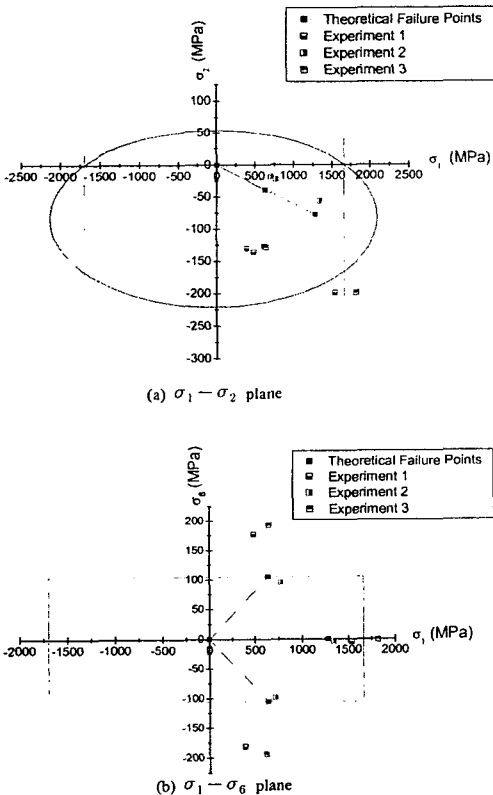 Theoretical Failure Points
Experiment 1
Experiment 2
Experiment 3
σ₂ (MPa)
100
50
0
-2500 -2000 -1500 -1000 -500 0 500 1000 1500 2000 2500
σ₁ (MPa)
-50
-100
-150
-200
-250
-300
(a) σ₁ — σ₂ plane
Theoretical Failure Points
Experiment 1
Experiment 2
Experiment 3
σ₆ (MPa)
200
150
100
50
0
-2000 -1500 -1000 -500 0 500 1000 1500 2000
σ₁ (MPa)
-50
-100
-150
-200
(b) σ₁ — σ₆ plane